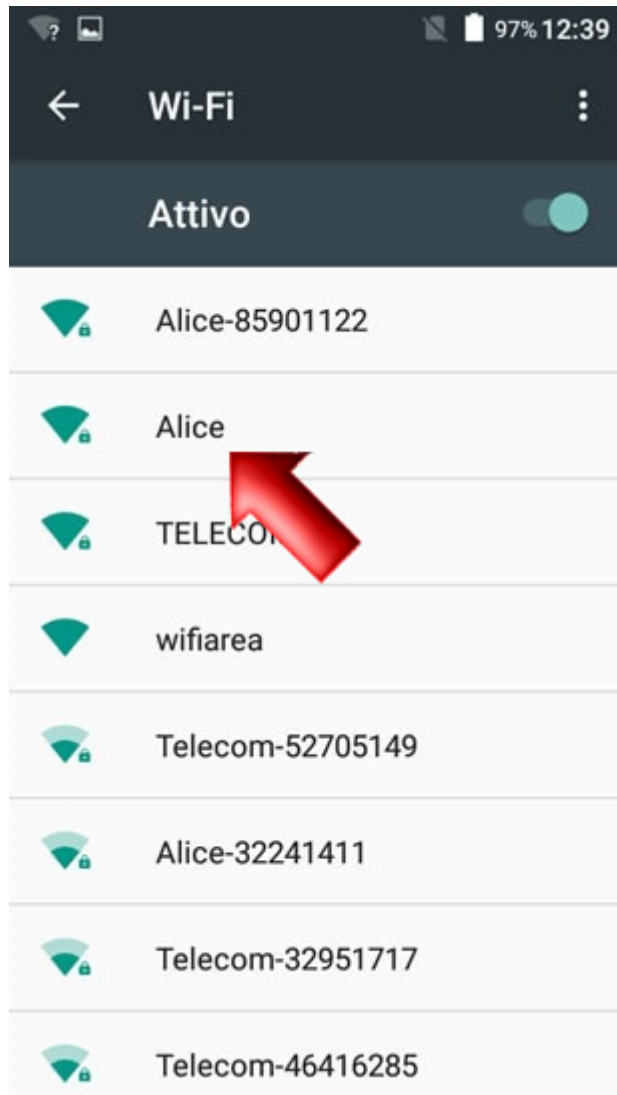 97% 12:39
Wi-Fi
Attivo
Alice-85901122
Alice
wifiarea
Telecom-52705149
Alice-32241411
Telecom-32951717
Telecom-46416285